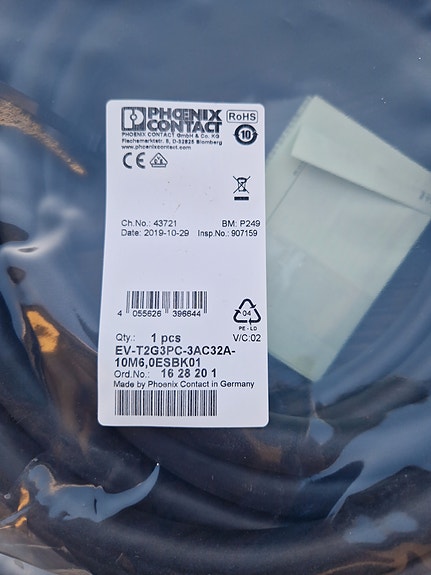 PHŒNIX
CONTACT
RoHS
PHOENIX CONTACT GmbH & Co. KG
Flachsmarktstr. 8, D-32825 Blomberg
www.phoenixcontact.com
10
CE
Ch.No.: 43721 BM: P249
Date: 2019-10-29 Insp.No.: 907159
4 055626 396644
04
PE-LD
Qty.: 1 pcs V/C:02
EV-T2G3PC-3AC32A-
10M6,0ESBK01
Ord.No.: 16 28 20 1
Made by Phoenix Contact in Germany